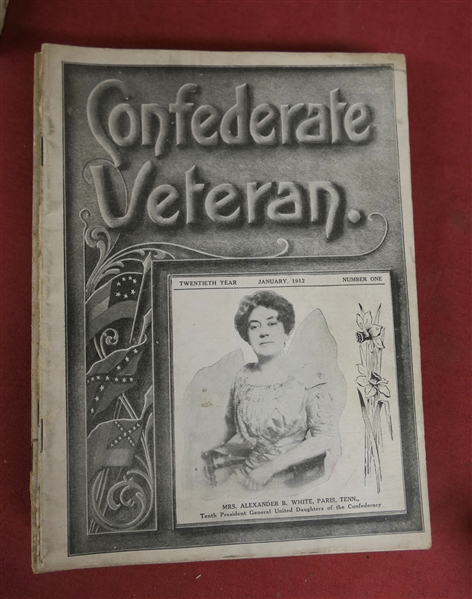 Confederate
Veteran.
TWENTIETH YEAR JANUARY, 1912 NUMBER ONE
MRS. ALEXANDER B. WHITE, PARIS, TENN.,
Tenth President General United Daughters of the Confederacy